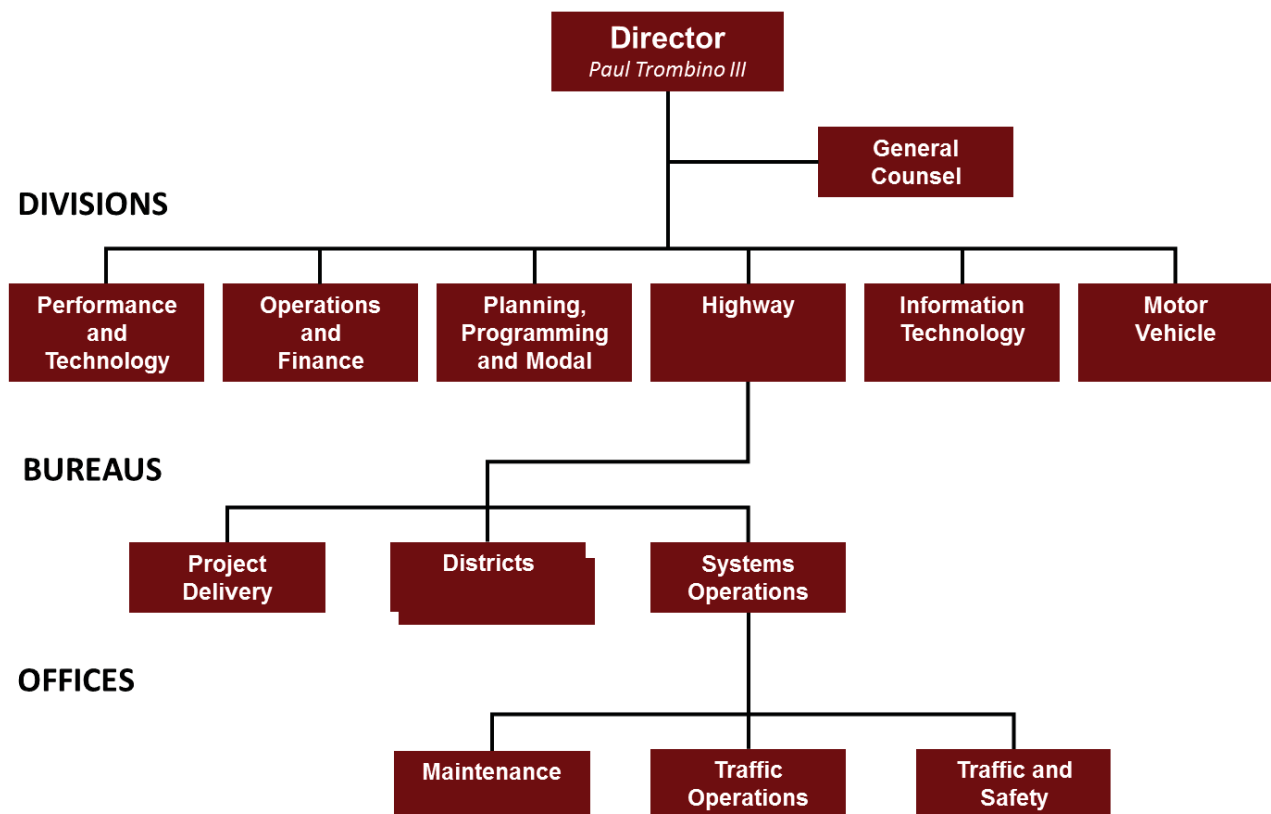 Director
Paul Trombino III
General
Counsel
DIVISIONS
Performance
and
Technology
Operations
and
Finance
Planning,
Programming
and Modal
Highway
Information
Technology
Motor
Vehicle
BUREAUS
Project
Delivery
Districts
Systems
Operations
OFFICES
Maintenance
Traffic
Operations
Traffic and
Safety